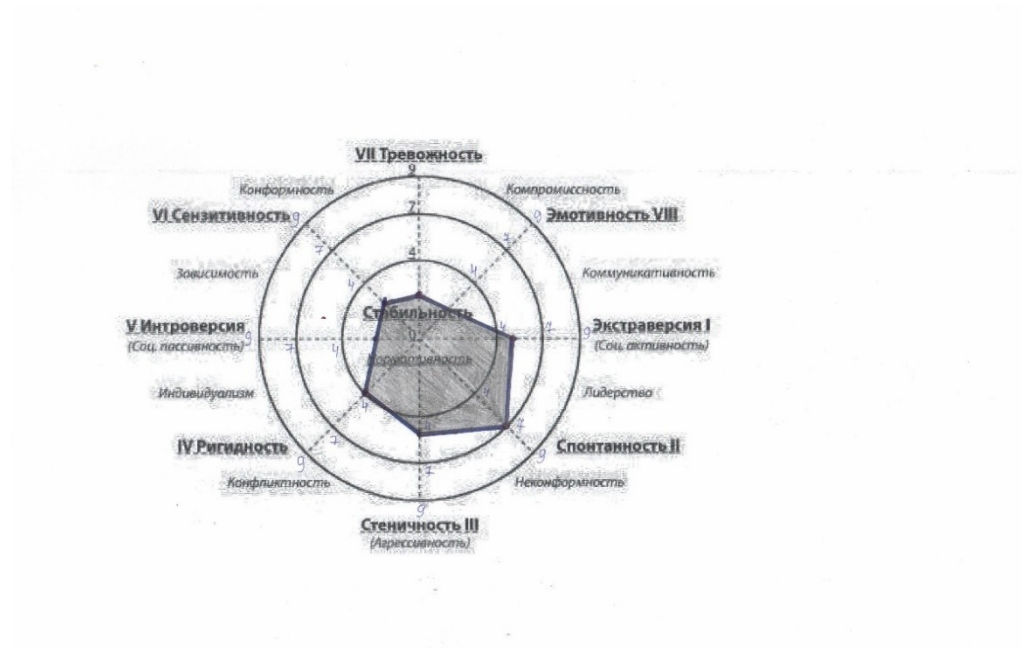 VII Тревожность
9
Конформность Компромиссность
VI Сензитивность 9 7 9 Эмотивность VIII
7 7
Зависимость 4 4 4 Коммуникативность
Стабильность
V Интроверсия 9 7 4 0 4 7 9 Экстраверсия I
(Соц. пассивность) (Соц. активность)
Нормативность
Индивидуализм 4 4 Лидерство
IV Ригидность 7 4 7 Спонтанность II
9 7 9
Конфликтность Неконформность
9
Стеничность III
(Агрессивность)